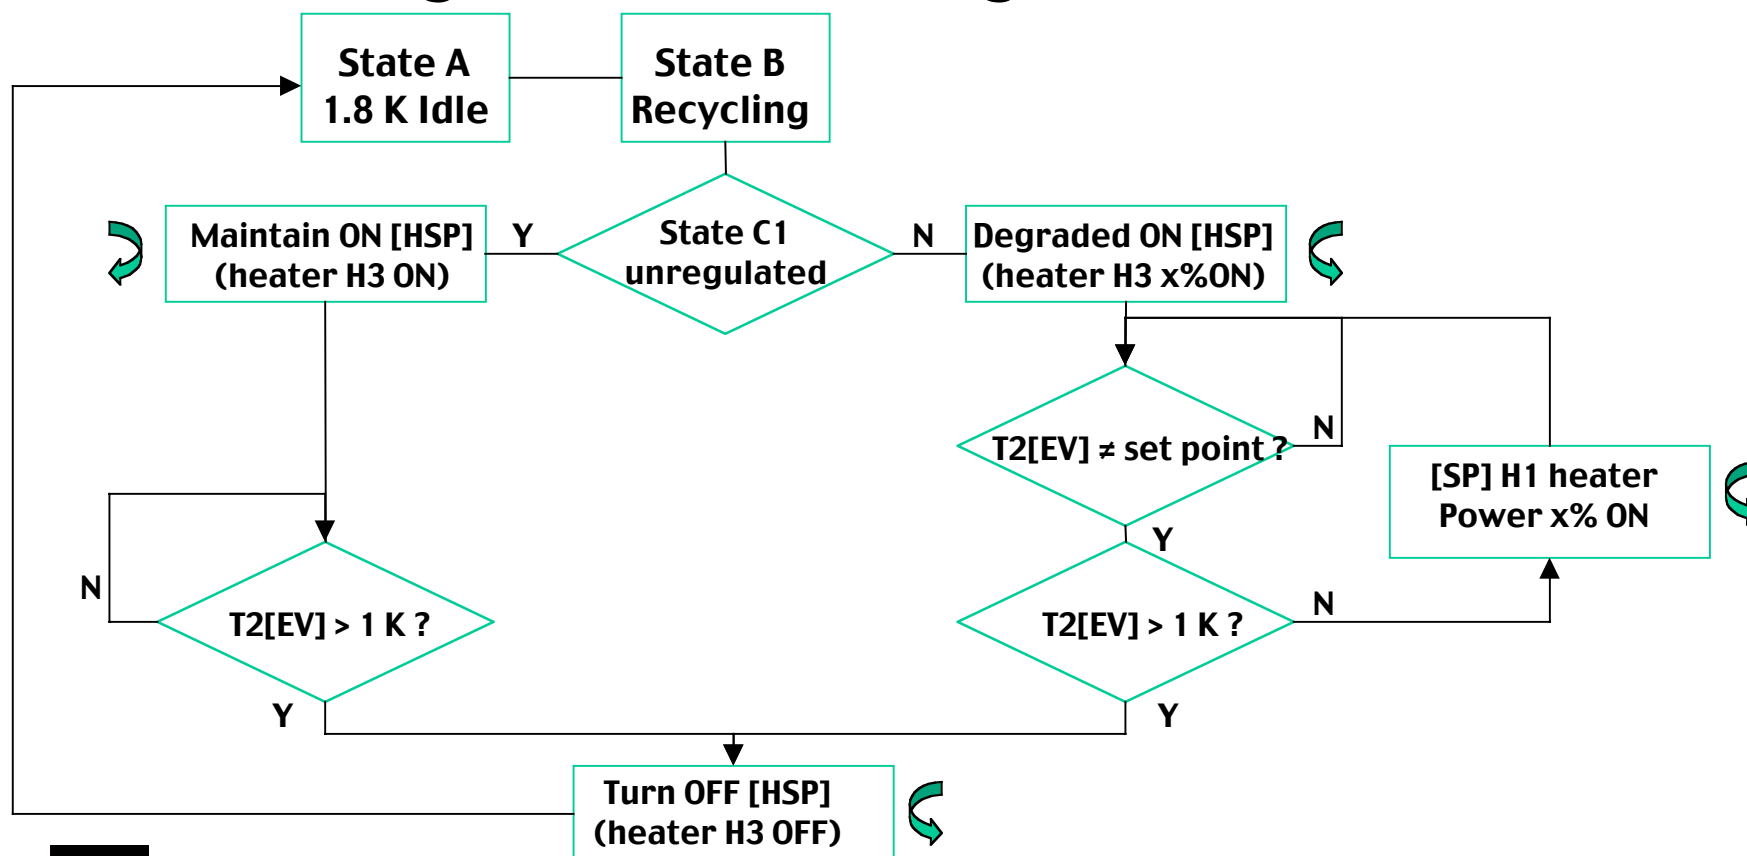 State A
1.8 K Idle
State B
Recycling
Maintain ON [HSP]
(heater H3 ON)
Y
State C1
unregulated
N
Degraded ON [HSP]
(heater H3 x%ON)
T2[EV] ≠ set point ?
N
[SP] H1 heater
Power x% ON
Y
N
T2[EV] > 1 K ?
T2[EV] > 1 K ?
N
Y
Y
Turn OFF [HSP]
(heater H3 OFF)